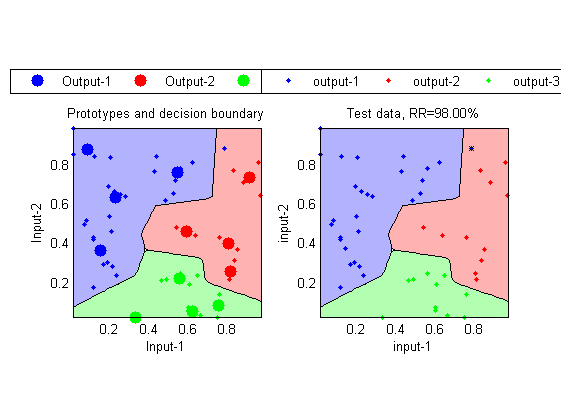 Output-1 Output-2 output-1 output-2 output-3
Prototypes and decision boundary Test data, RR=98.00%
0.8 0.8
0.6 0.6
Input-2 input-2
0.4 0.4
0.2 0.2
0.2 0.4 0.6 0.8 0.2 0.4 0.6 0.8
Input-1 input-1